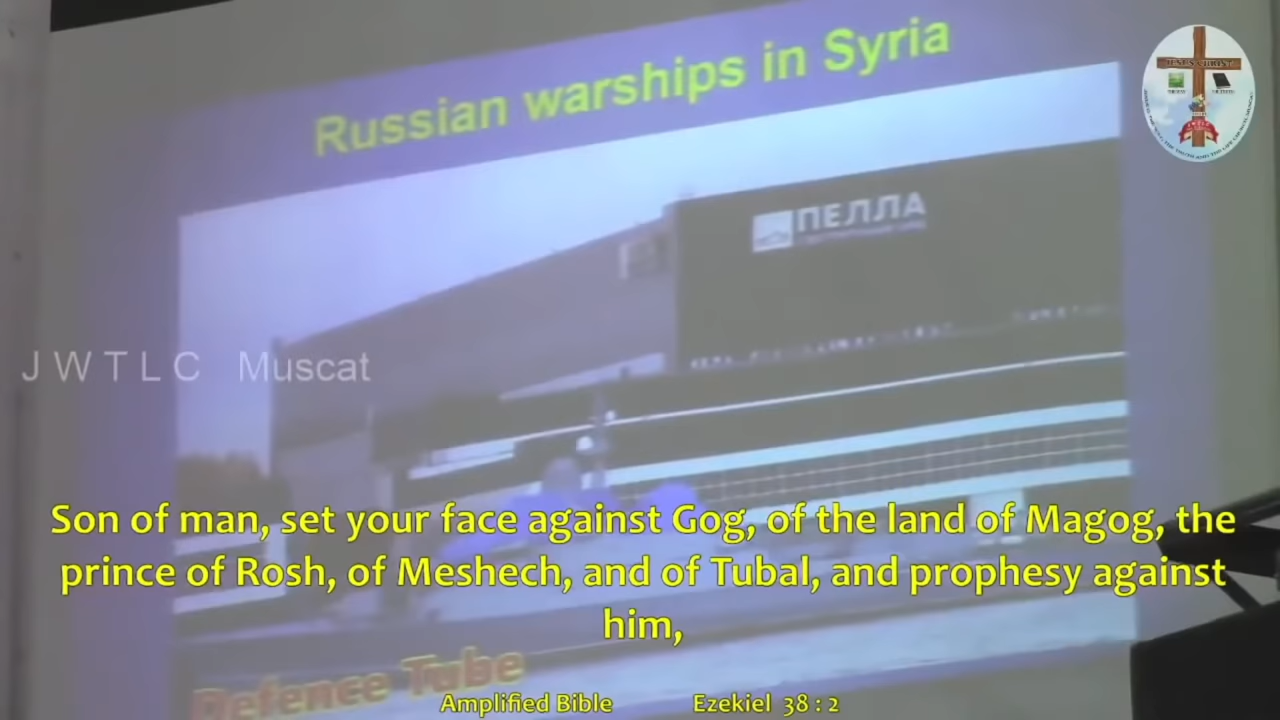 Russian warships in Syria
JESUS CHRIST
ПЕЛЛА
J W T L C Muscat
Son of man, set your face against Gog, of the land of Magog, the
prince of Rosh, of Meshech, and of Tubal, and prophesy against
him,
Defence Tube
Amplified Bible Ezekiel 38 : 2